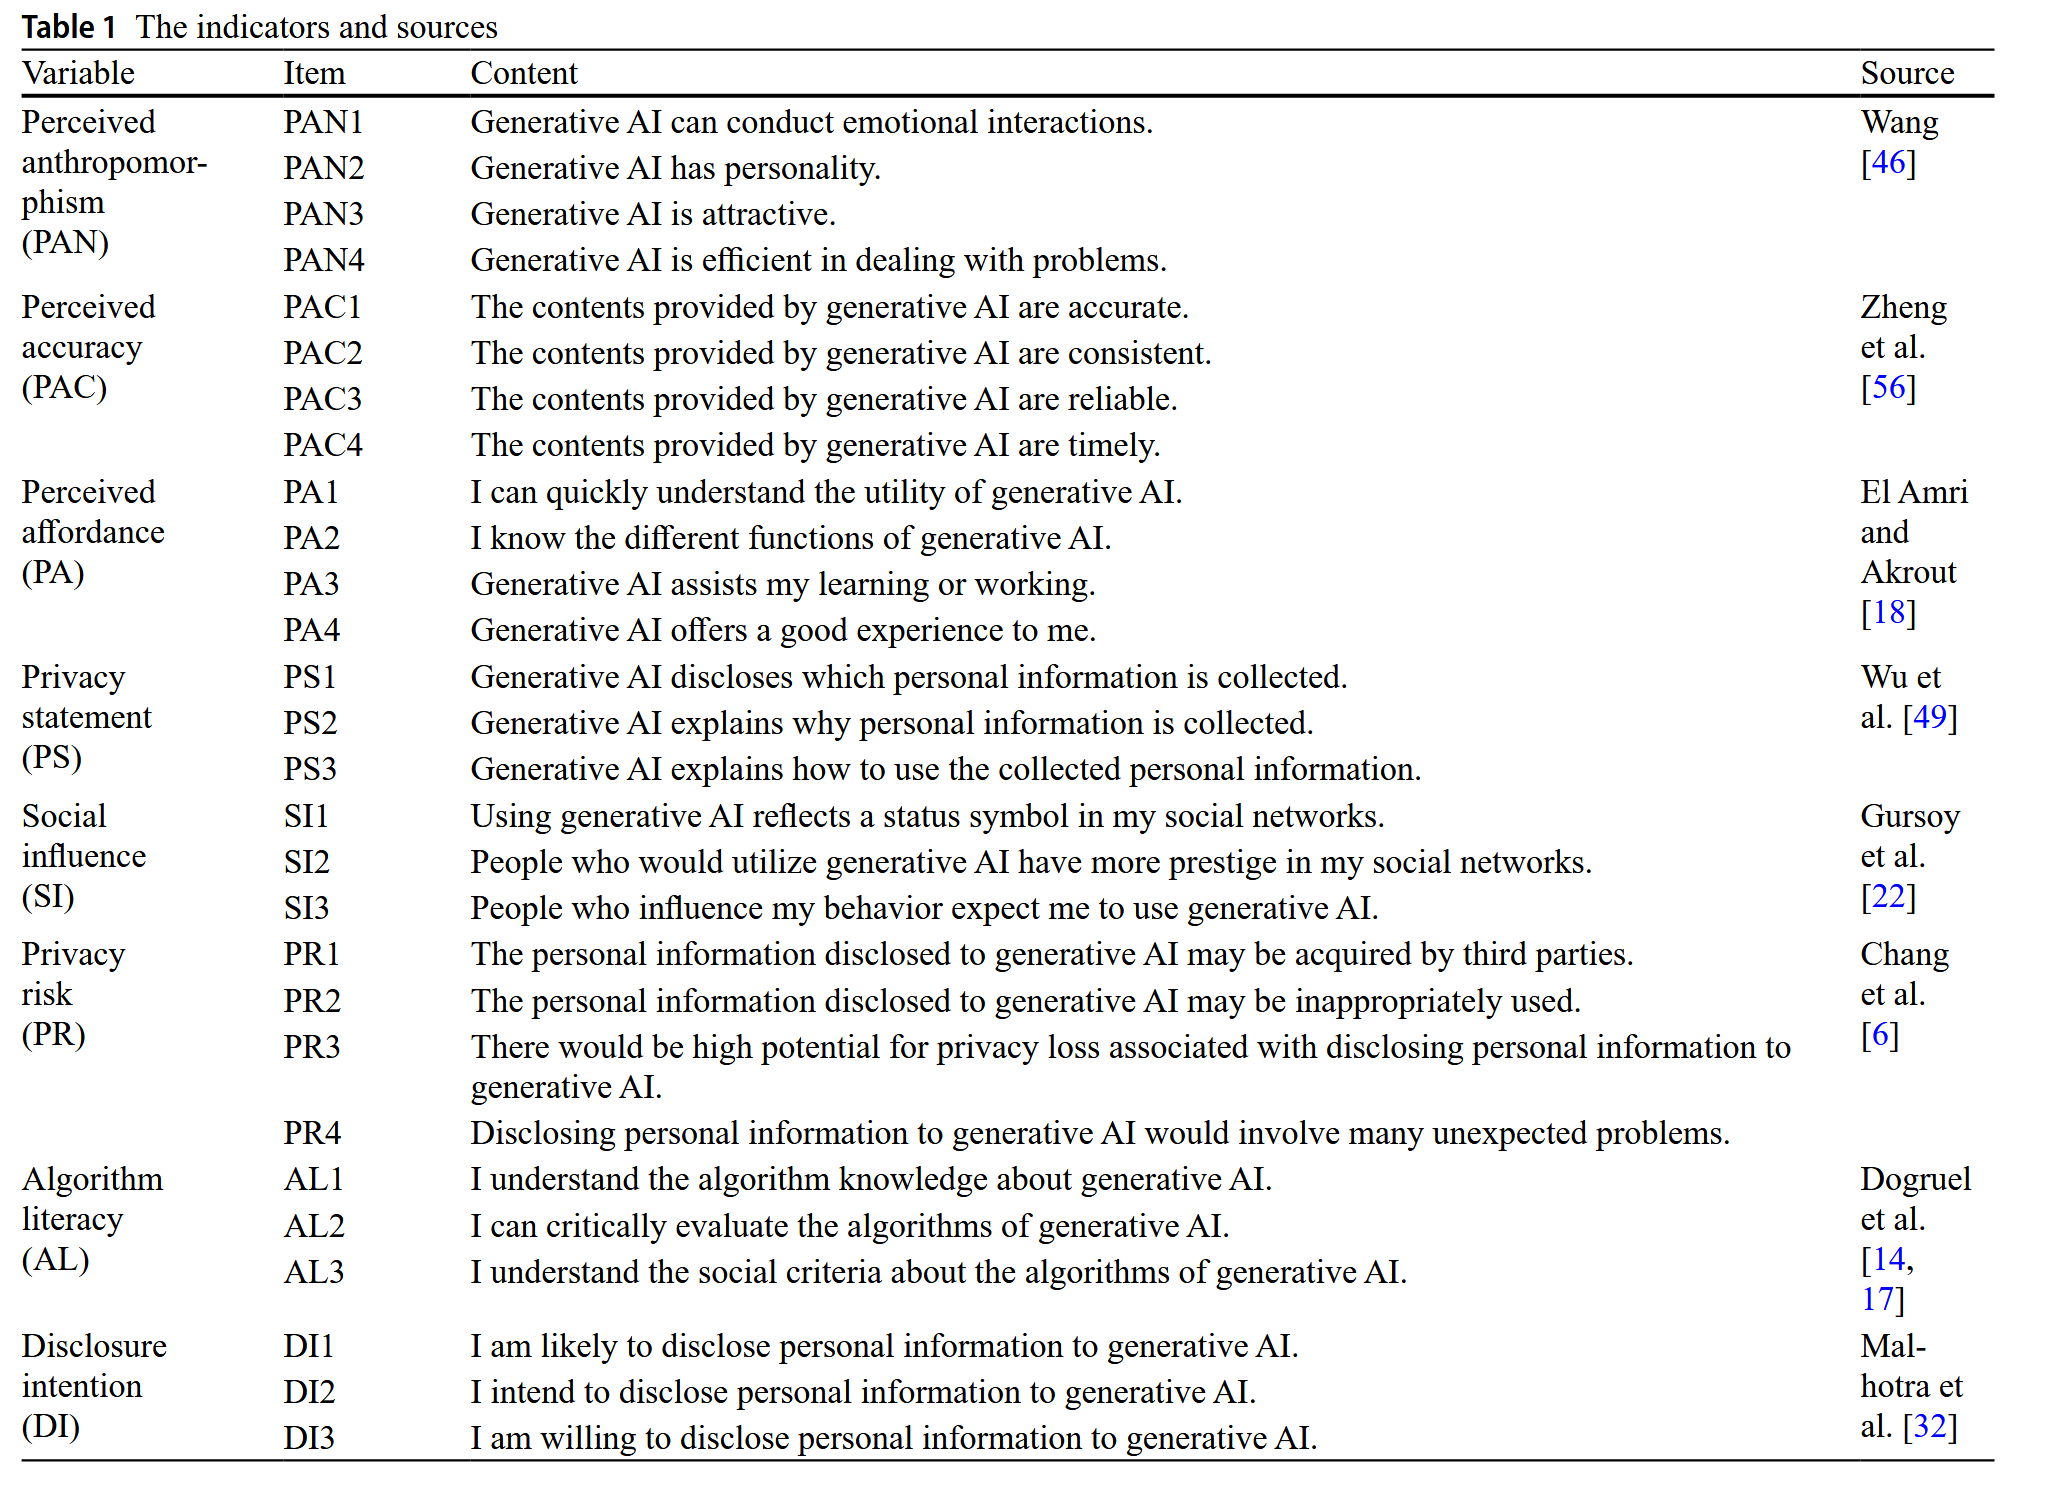 Table 1 The indicators and sources
Variable Item Content Source
Perceived anthropomor-phism (PAN) PAN1 Generative AI can conduct emotional interactions. Wang [46]
PAN2 Generative AI has personality.
PAN3 Generative AI is attractive.
PAN4 Generative AI is efficient in dealing with problems.
Perceived accuracy (PAC) PAC1 The contents provided by generative AI are accurate. Zheng et al. [56]
PAC2 The contents provided by generative AI are consistent.
PAC3 The contents provided by generative AI are reliable.
PAC4 The contents provided by generative AI are timely.
Perceived affordance (PA) PA1 I can quickly understand the utility of generative AI. El Amri and Akrout [18]
PA2 I know the different functions of generative AI.
PA3 Generative AI assists my learning or working.
PA4 Generative AI offers a good experience to me.
Privacy statement (PS) PS1 Generative AI discloses which personal information is collected. Wu et al. [49]
PS2 Generative AI explains why personal information is collected.
PS3 Generative AI explains how to use the collected personal information.
Social influence (SI) SI1 Using generative AI reflects a status symbol in my social networks. Gursoy et al. [22]
SI2 People who would utilize generative AI have more prestige in my social networks.
SI3 People who influence my behavior expect me to use generative AI.
Privacy risk (PR) PR1 The personal information disclosed to generative AI may be acquired by third parties. Chang et al. [6]
PR2 The personal information disclosed to generative AI may be inappropriately used.
PR3 There would be high potential for privacy loss associated with disclosing personal information to
generative AI.
PR4 Disclosing personal information to generative AI would involve many unexpected problems.
Algorithm literacy (AL) AL1 I understand the algorithm knowledge about generative AI. Dogruel et al. [14, 17]
AL2 I can critically evaluate the algorithms of generative AI.
AL3 I understand the social criteria about the algorithms of generative AI.
Disclosure intention (DI) DI1 I am likely to disclose personal information to generative AI. Mal-hotra et al. [32]
DI2 I intend to disclose personal information to generative AI.
DI3 I am willing to disclose personal information to generative AI.